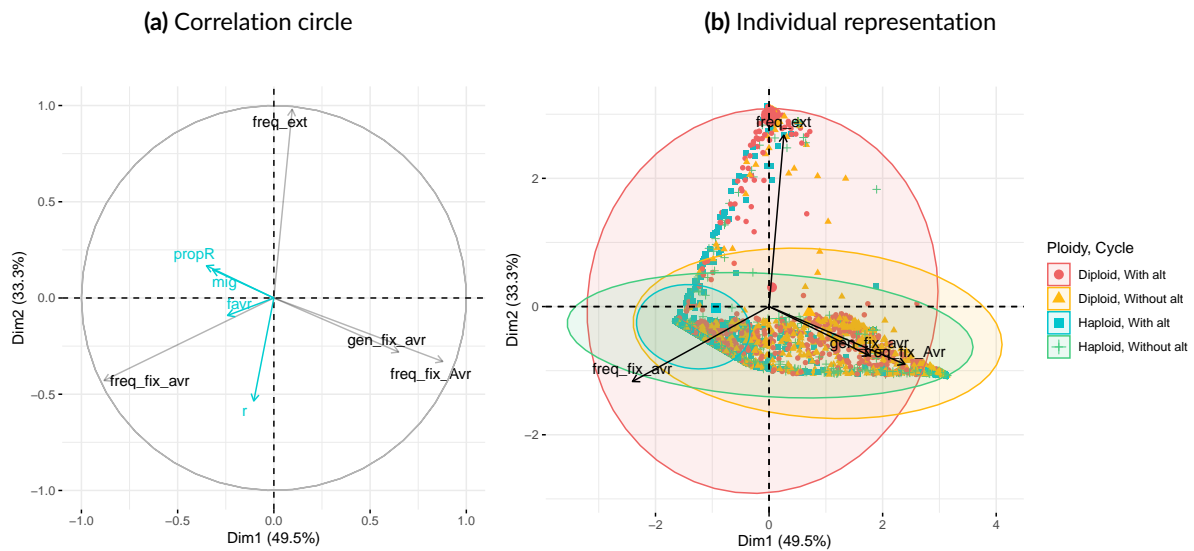 (a) Correlation circle
freq_ext
propR
mig
favr
gen_fix_avr
freq_fix_avr
freq_fix_Avr
r
1.0
0.5
0.0
−0.5
−1.0
−1.0
−0.5
0.0
0.5
1.0
Dim1 (49.5%)
Dim2 (33.3%)
(b) Individual representation
freq_ext
gen_fix_avr
freq_fix_Avr
freq_fix_avr
2
0
−2
−2
0
2
4
Dim1 (49.5%)
Dim2 (33.3%)
Ploidy, Cycle
Diploid, With alt
Diploid, Without alt
Haploid, With alt
Haploid, Without alt